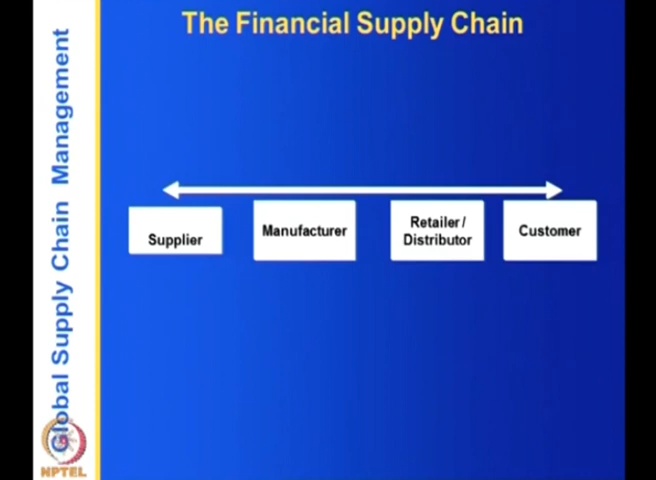 The Financial Supply Chain
Global Supply Chain Management
Supplier
Manufacturer
Retailer/
Distributor
Customer
NPTEL